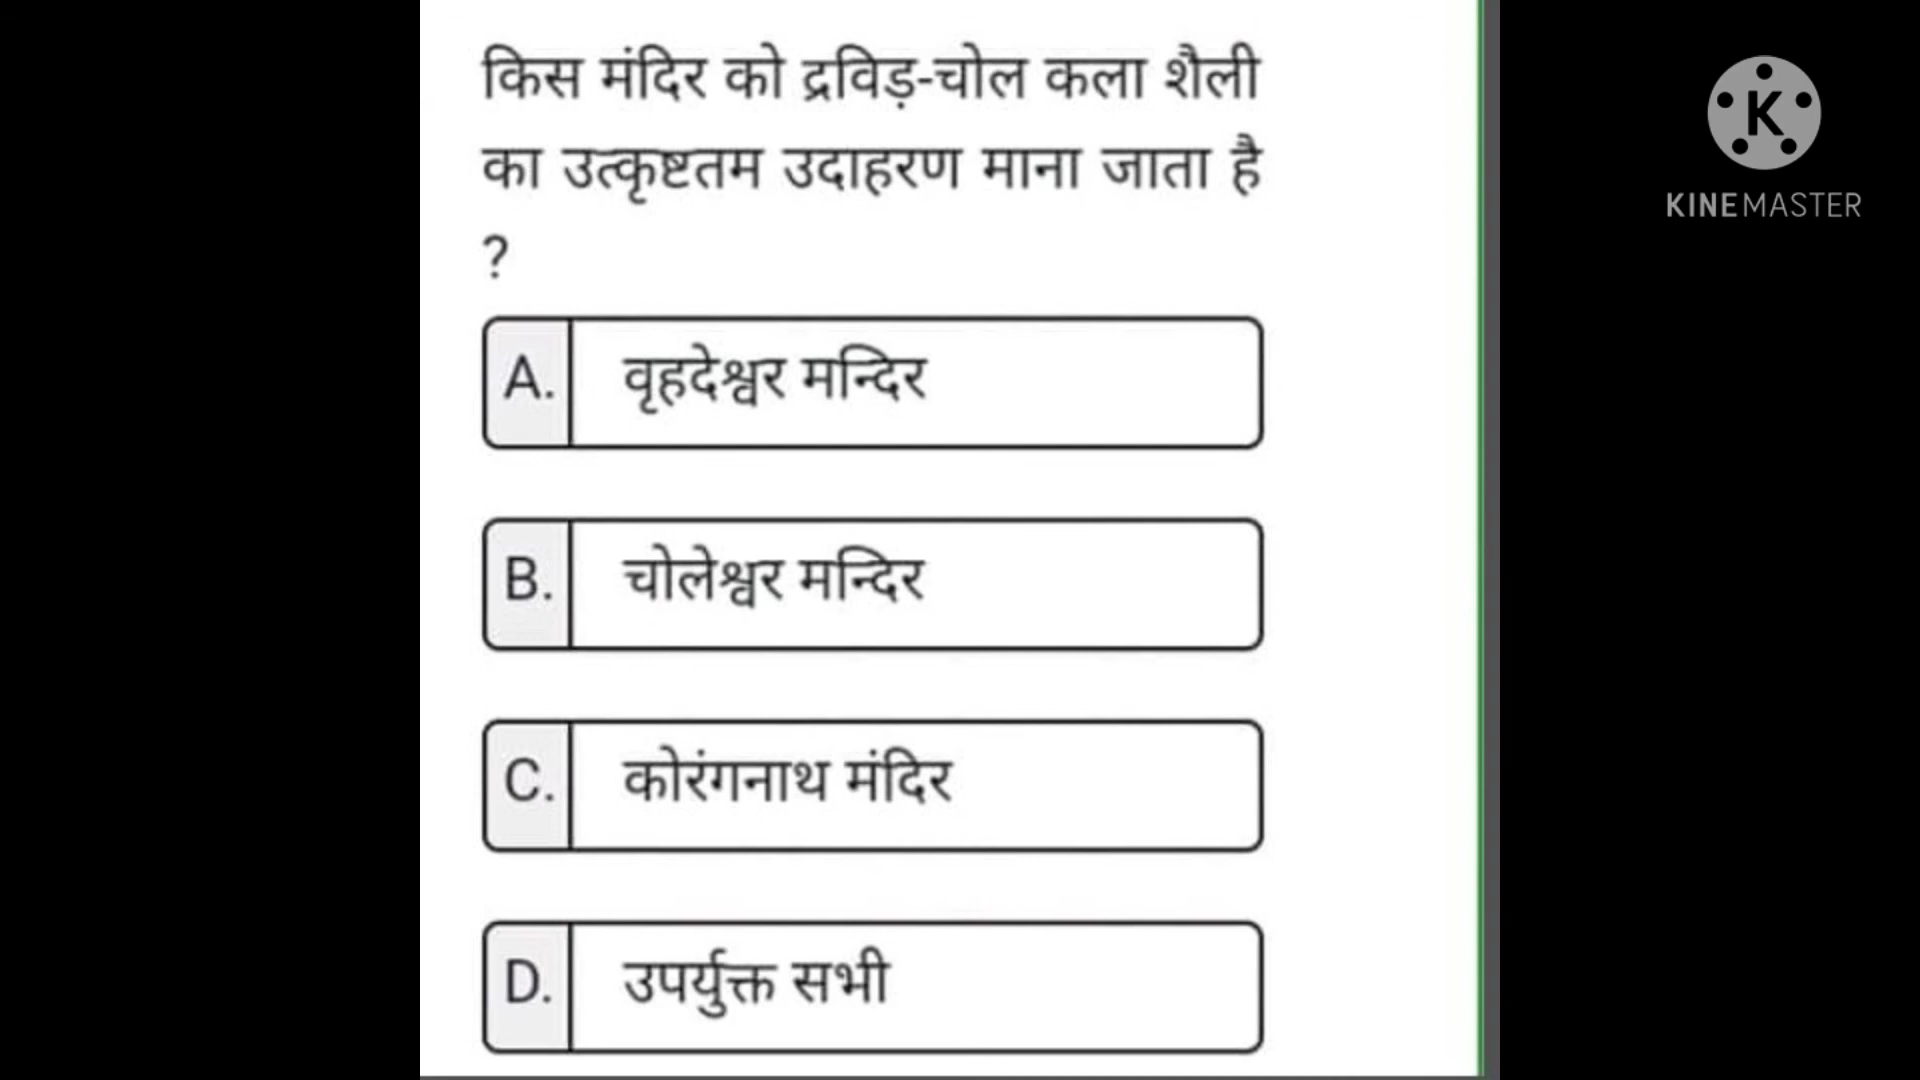 किस मंदिर को द्रविड़-चोल कला शैली
का उत्कृष्टतम उदाहरण माना जाता है
?
A. वृहदेश्वर मन्दिर
B. चोलेश्वर मन्दिर
C. कोरंगनाथ मंदिर
D. उपर्युक्त सभी
K
KINEMASTER